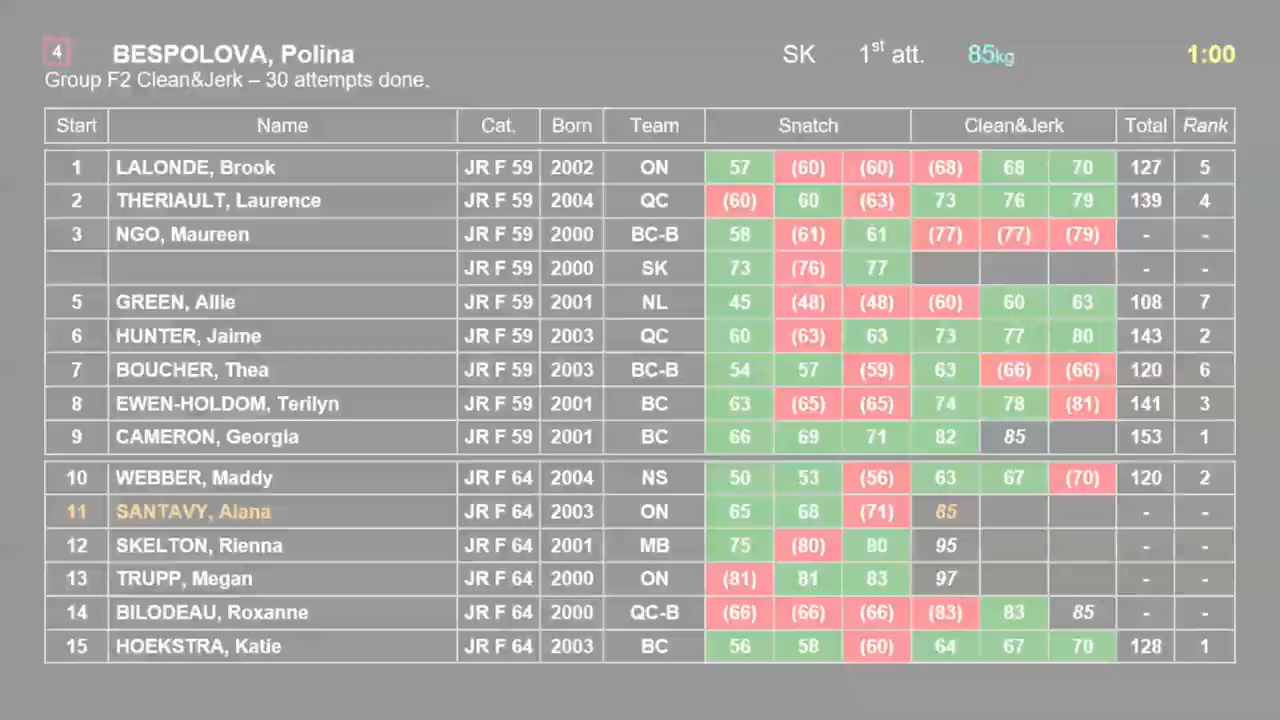 4 BESPOLOVA, Polina SK 1st att. 85kg 1:00
Group F2 Clean&Jerk – 30 attempts done.
Start Name Cat. Born Team Snatch Clean&Jerk Total Rank
1 LALONDE, Brook JR F 59 2002 ON 57 (60) (60) (68) 68 70 127 5
2 THERIAULT, Laurence JR F 59 2004 QC (60) 60 (63) 73 76 79 139 4
3 NGO, Maureen JR F 59 2000 BC-B 58 (61) 61 (77) (77) (79) - -
JR F 59 2000 SK 73 (76) 77 - -
5 GREEN, Allie JR F 59 2001 NL 45 (48) (48) (60) 60 63 108 7
6 HUNTER, Jaime JR F 59 2003 QC 60 (63) 63 73 77 80 143 2
7 BOUCHER, Thea JR F 59 2003 BC-B 54 57 (59) 63 (66) (66) 120 6
8 EWEN-HOLDOM, Terilyn JR F 59 2001 BC 63 (65) (65) 74 78 (81) 141 3
9 CAMERON, Georgia JR F 59 2001 BC 66 69 71 82 85 153 1
10 WEBBER, Maddy JR F 64 2004 NS 50 53 (56) 63 67 (70) 120 2
11 SANTAVY, Alana JR F 64 2003 ON 65 68 (71) 85 - -
12 SKELTON, Rienna JR F 64 2001 MB 75 (80) 80 95 - -
13 TRUPP, Megan JR F 64 2000 ON (81) 81 83 97 - -
14 BILODEAU, Roxanne JR F 64 2000 QC-B (66) (66) (66) (83) 83 85 - -
15 HOEKSTRA, Katie JR F 64 2003 BC 56 58 (60) 64 67 70 128 1